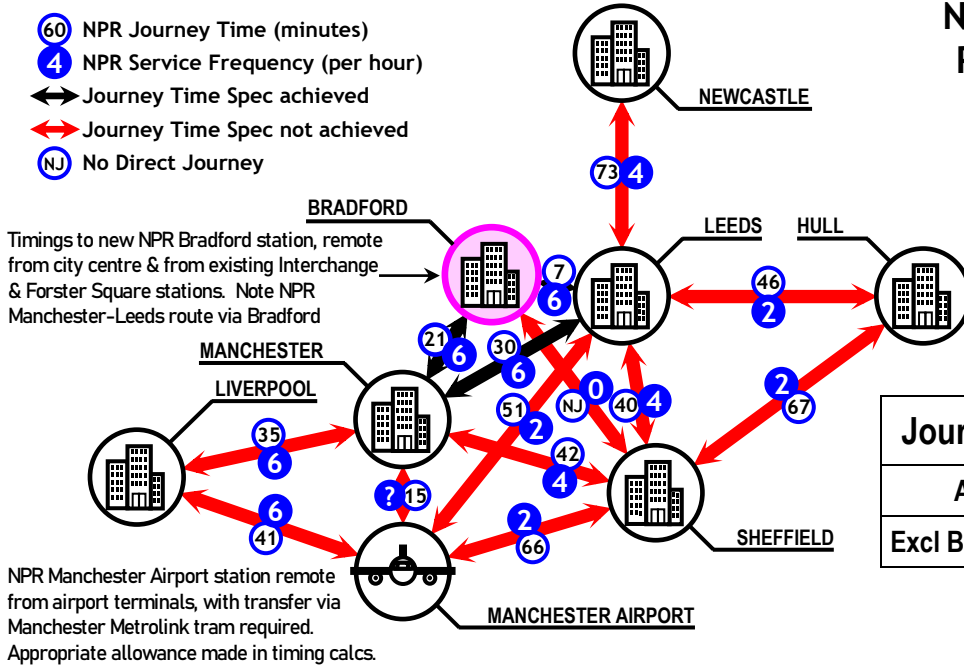 60 NPR Journey Time (minutes)
4 NPR Service Frequency (per hour)
Journey Time Spec achieved
Journey Time Spec not achieved
NJ No Direct Journey
N
P
NEWCASTLE
73 4
BRADFORD
LEEDS
HULL
Timings to new NPR Bradford station, remote
from city centre & from existing Interchange
& Forster Square stations. Note NPR
Manchester-Leeds route via Bradford
7
6
46
2
21 6
30
6
MANCHESTER
LIVERPOOL
35
6
51
2
NJ 0
40 4
2
67
42
4
? 15
6
41
2
66
SHEFFIELD
MANCHESTER AIRPORT
NPR Manchester Airport station remote
from airport terminals, with transfer via
Manchester Metrolink tram required.
Appropriate allowance made in timing calcs.
Jour
A
Excl B